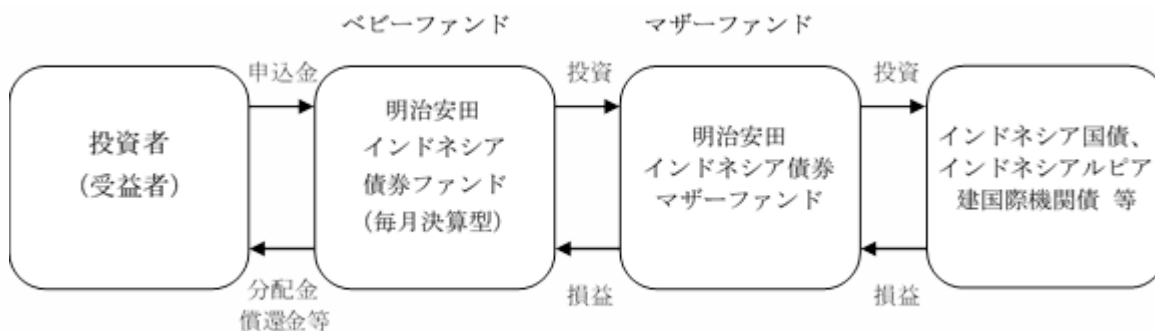 ベビーファンド
マザーファンド
申込金
投資
投資
投資者
(受益者)
明治安田
インドネシア
債券ファンド
(毎月決算型)
明治安田
インドネシア債券
マザーファンド
インドネシア国債、
インドネシアルピア
建国際機関債 等
分配金
償還金等
損益
損益